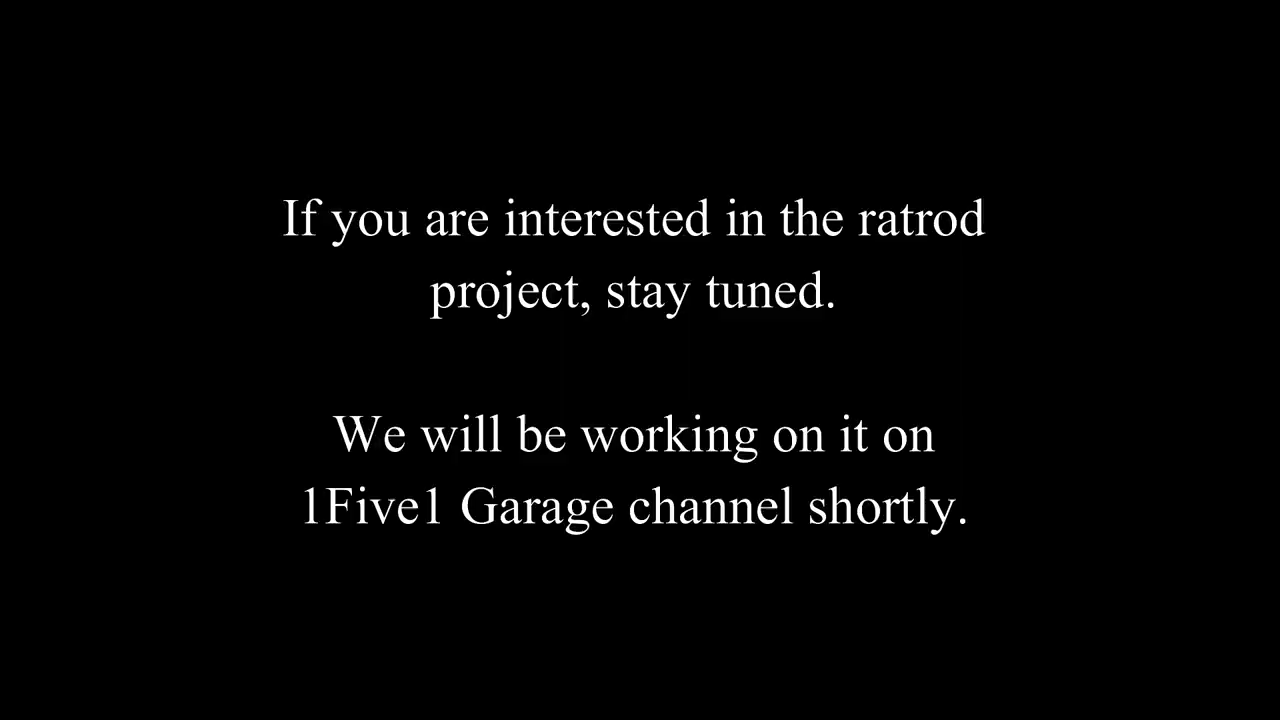 If you are interested in the ratrod
project, stay tuned.
We will be working on it on
1Five1 Garage channel shortly.